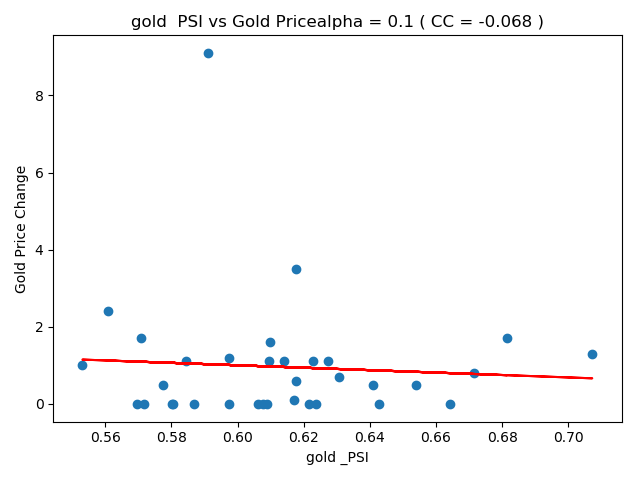 gold  PSI vs Gold Pricealpha = 0.1 ( CC = -0.068 )
8
6
4
2
0
Gold Price Change
0.56 0.58 0.60 0.62 0.64 0.66 0.68 0.70
gold _PSI